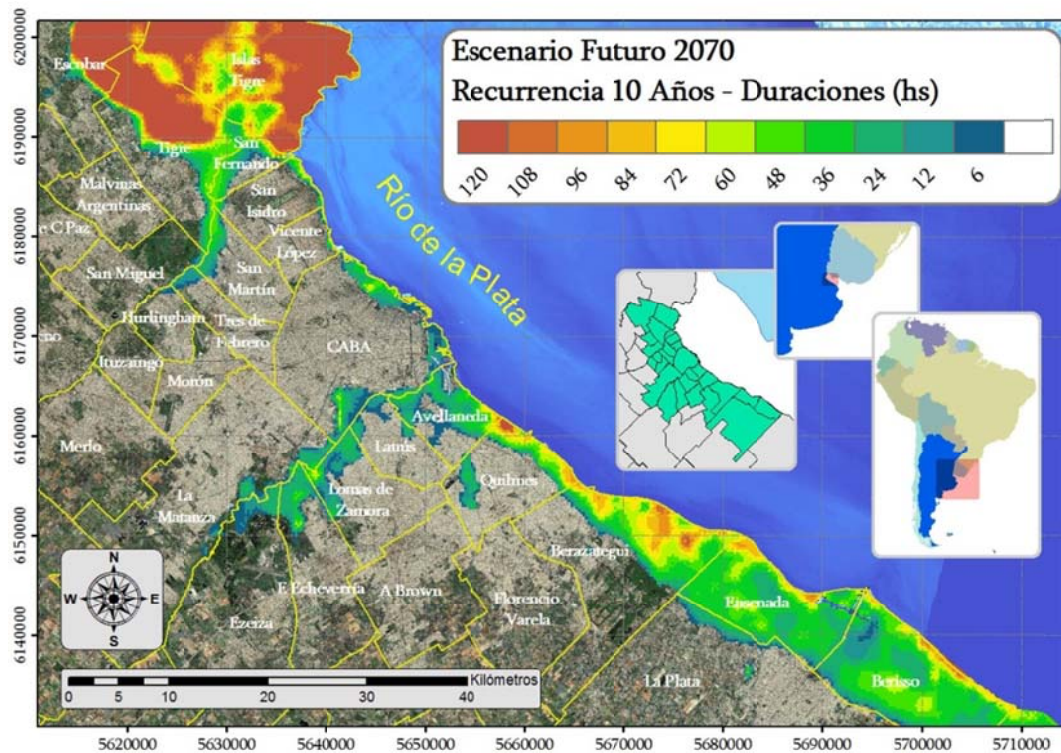 Escenario Futuro 2070
Recurrencia 10 Años - Duraciones (hs)
120 108 96 84 72 60 48 36 24 12 6
Río de la Plata
Escobar
Islas
Tigre
Tigre
San
Fernando
Malvinas
Argentinas
San
Isidro
e C Paz
Vicente
López
San Miguel
San
Martín
Hurlingham
Tres de
Febrero
CABA
Ituzaingó
Morón
Avellaneda
Merlo
Lanús
Quilmes
La
Matanza
Lomas de
Zamora
Berazategui
E Echeverría
A Brown
Ensenada
Ezeiza
Florencio
Varela
La Plata
Berisso
N
W E
S
Kilómetros
0 5 10 20 30 40
6200000
6190000
6180000
6170000
6160000
6150000
6140000
5620000 5630000 5640000 5650000 5660000 5670000 5680000 5690000 5700000 5710000